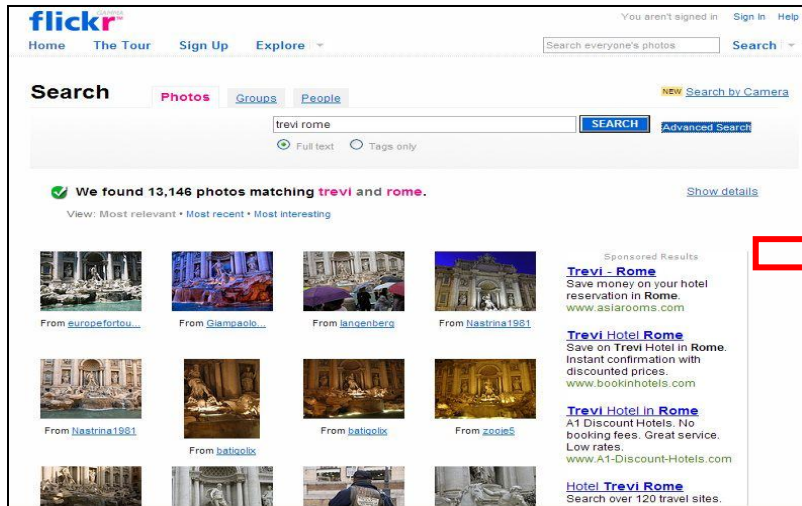 flickr GAMMA
You aren't signed in Sign In Help
Home The Tour Sign Up Explore
Search everyone's photos Search
Search Photos Groups People
NEW Search by Camera
trevi rome SEARCH Advanced Search
Full text Tags only
We found 13,146 photos matching trevi and rome.
Show details
View: Most relevant • Most recent • Most interesting
From europefortou...
From Giampaolo...
From langenberg
From Nastrina1981
From Nastrina1981
From batigolix
From batigolix
From zooie5
Sponsored Results
Trevi - Rome
Save money on your hotel
reservation in Rome.
www.asiarooms.com
Trevi Hotel Rome
Save on Trevi Hotel in Rome.
Instant confirmation with
discounted prices.
www.bookinhotels.com
Trevi Hotel in Rome
A1 Discount Hotels. No
booking fees. Great service.
Low rates.
www.A1-Discount-Hotels.com
Hotel Trevi Rome
Search over 120 travel sites.